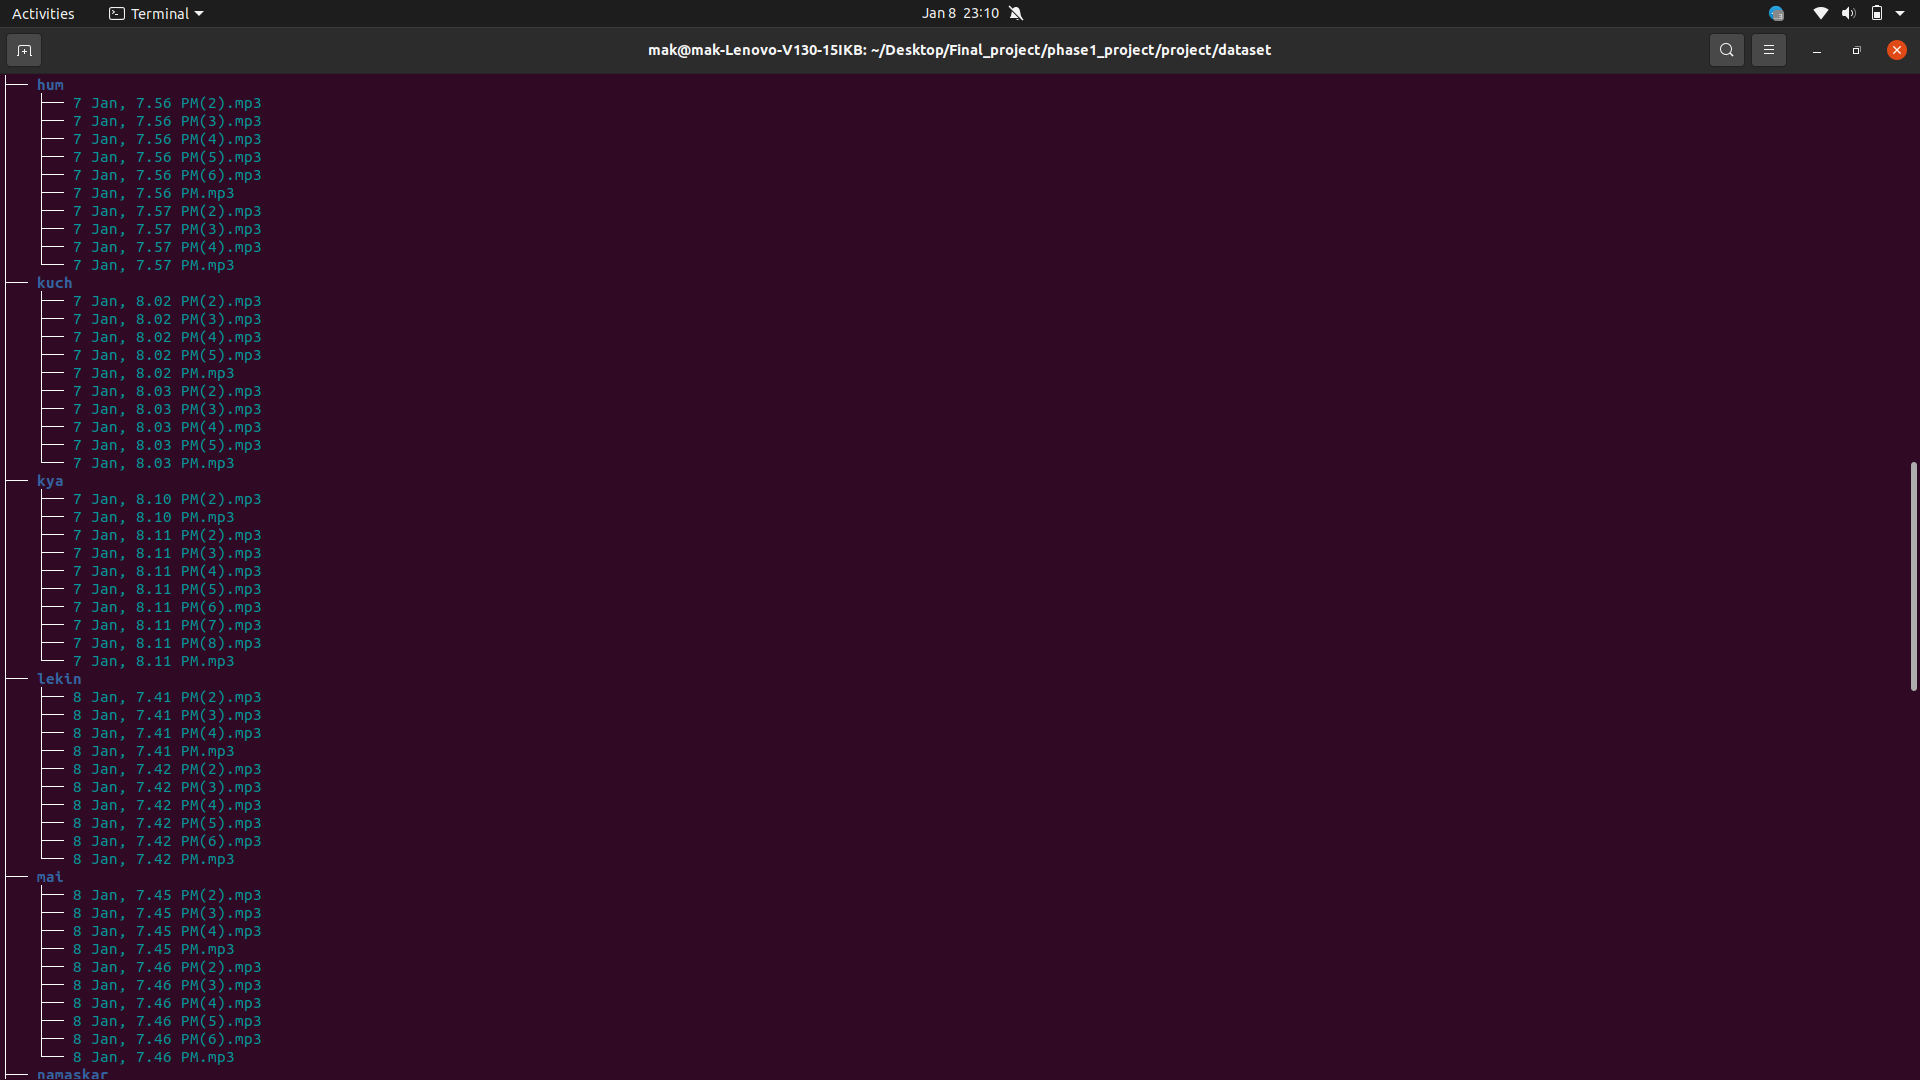 Activities Terminal Jan 8 23:10
mak@mak-Lenovo-V130-15IKB: ~/Desktop/Final_project/phase1_project/project/dataset
├── hum
│   ├── 7 Jan, 7.56 PM(2).mp3
│   ├── 7 Jan, 7.56 PM(3).mp3
│   ├── 7 Jan, 7.56 PM(4).mp3
│   ├── 7 Jan, 7.56 PM(5).mp3
│   ├── 7 Jan, 7.56 PM(6).mp3
│   ├── 7 Jan, 7.56 PM.mp3
│   ├── 7 Jan, 7.57 PM(2).mp3
│   ├── 7 Jan, 7.57 PM(3).mp3
│   ├── 7 Jan, 7.57 PM(4).mp3
│   └── 7 Jan, 7.57 PM.mp3
├── kuch
│   ├── 7 Jan, 8.02 PM(2).mp3
│   ├── 7 Jan, 8.02 PM(3).mp3
│   ├── 7 Jan, 8.02 PM(4).mp3
│   ├── 7 Jan, 8.02 PM(5).mp3
│   ├── 7 Jan, 8.02 PM.mp3
│   ├── 7 Jan, 8.03 PM(2).mp3
│   ├── 7 Jan, 8.03 PM(3).mp3
│   ├── 7 Jan, 8.03 PM(4).mp3
│   ├── 7 Jan, 8.03 PM(5).mp3
│   └── 7 Jan, 8.03 PM.mp3
├── kya
│   ├── 7 Jan, 8.10 PM(2).mp3
│   ├── 7 Jan, 8.10 PM.mp3
│   ├── 7 Jan, 8.11 PM(2).mp3
│   ├── 7 Jan, 8.11 PM(3).mp3
│   ├── 7 Jan, 8.11 PM(4).mp3
│   ├── 7 Jan, 8.11 PM(5).mp3
│   ├── 7 Jan, 8.11 PM(6).mp3
│   ├── 7 Jan, 8.11 PM(7).mp3
│   ├── 7 Jan, 8.11 PM(8).mp3
│   └── 7 Jan, 8.11 PM.mp3
├── lekin
│   ├── 8 Jan, 7.41 PM(2).mp3
│   ├── 8 Jan, 7.41 PM(3).mp3
│   ├── 8 Jan, 7.41 PM(4).mp3
│   ├── 8 Jan, 7.41 PM.mp3
│   ├── 8 Jan, 7.42 PM(2).mp3
│   ├── 8 Jan, 7.42 PM(3).mp3
│   ├── 8 Jan, 7.42 PM(4).mp3
│   ├── 8 Jan, 7.42 PM(5).mp3
│   ├── 8 Jan, 7.42 PM(6).mp3
│   └── 8 Jan, 7.42 PM.mp3
├── mai
│   ├── 8 Jan, 7.45 PM(2).mp3
│   ├── 8 Jan, 7.45 PM(3).mp3
│   ├── 8 Jan, 7.45 PM(4).mp3
│   ├── 8 Jan, 7.45 PM.mp3
│   ├── 8 Jan, 7.46 PM(2).mp3
│   ├── 8 Jan, 7.46 PM(3).mp3
│   ├── 8 Jan, 7.46 PM(4).mp3
│   ├── 8 Jan, 7.46 PM(5).mp3
│   ├── 8 Jan, 7.46 PM(6).mp3
│   └── 8 Jan, 7.46 PM.mp3
├── namaskar